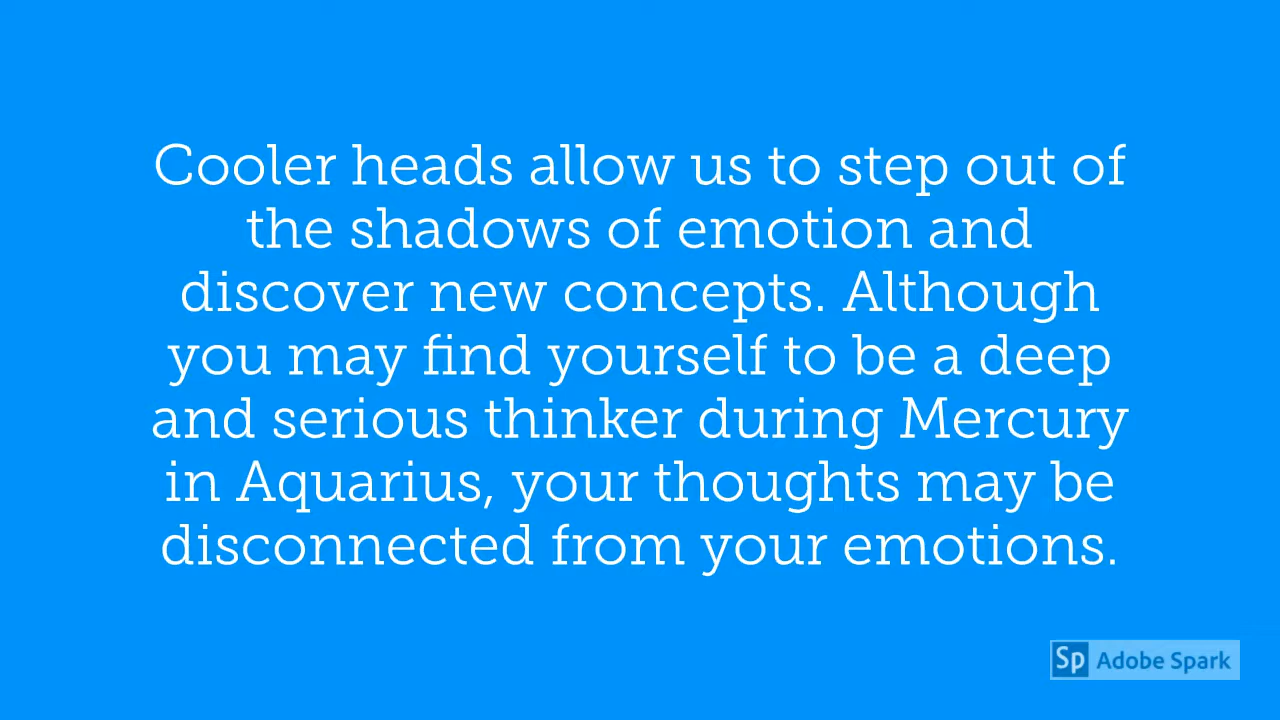 Cooler heads allow us to step out of
the shadows of emotion and
discover new concepts. Although
you may find yourself to be a deep
and serious thinker during Mercury
in Aquarius, your thoughts may be
disconnected from your emotions.
Sp Adobe Spark